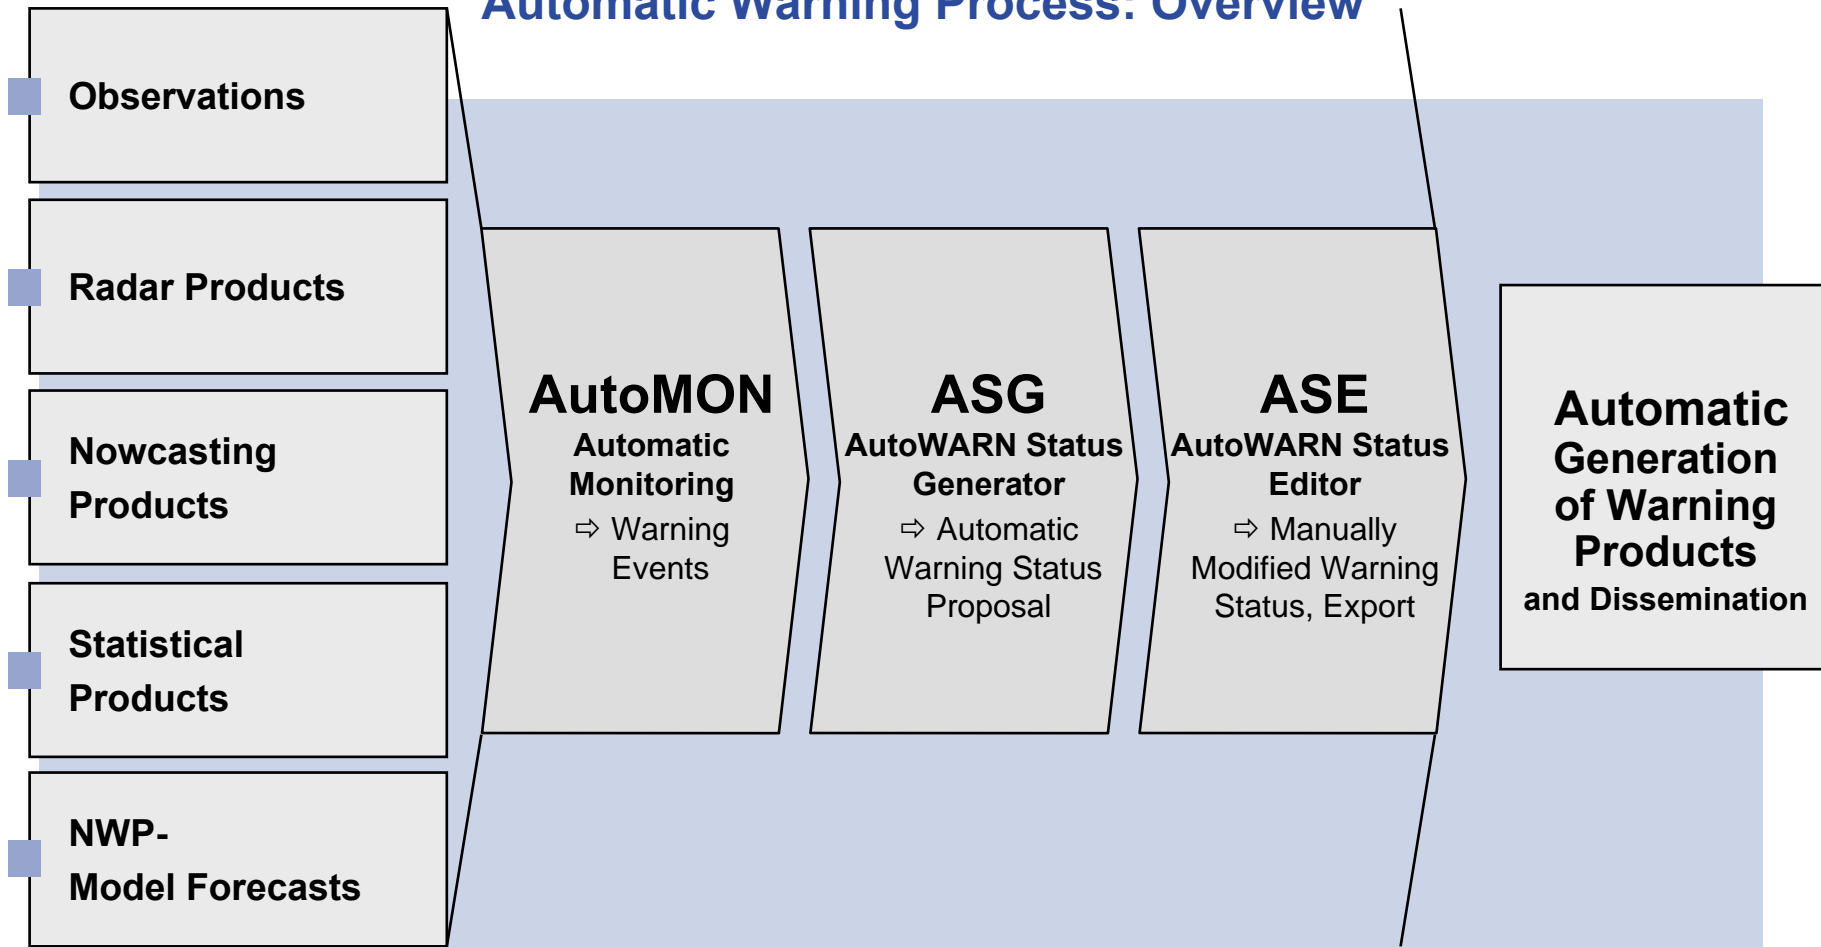 Automatic Warning Process: Overview
Observations
Radar Products
Nowcasting
Products
Statistical
Products
NWP-
Model Forecasts
AutoMON
Automatic
Monitoring
⇨ Warning
Events
ASG
AutoWARN Status
Generator
⇨ Automatic
Warning Status
Proposal
ASE
AutoWARN Status
Editor
⇨ Manually
Modified Warning
Status, Export
Automatic
Generation
of Warning
Products
and Dissemination